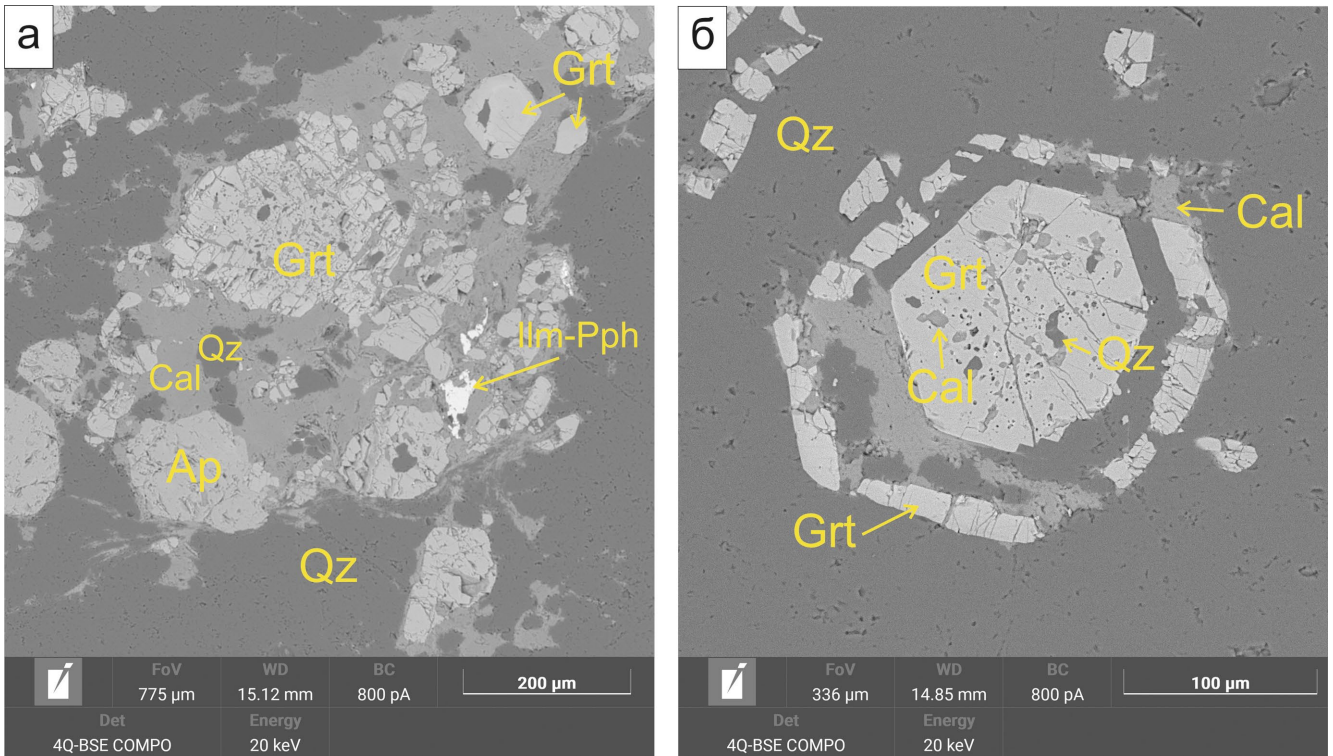 а
Grt
Grt
Ilm-Pph
Qz
Cal
Ap
Qz
FoV
WD
BC
775 µm
15.12 mm
800 pA
200 µm
Det
Energy
4Q-BSE COMPO
20 keV
б
Qz
Cal
Grt
Cal
Qz
Grt
FoV
WD
BC
336 µm
14.85 mm
800 pA
100 µm
Det
Energy
4Q-BSE COMPO
20 keV